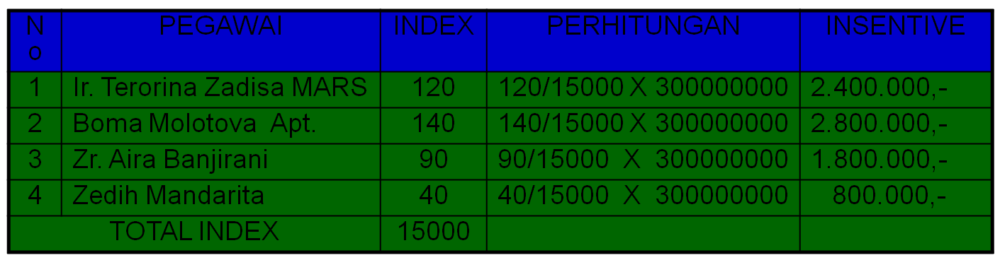 No PEGAWAI INDEX PERHITUNGAN INSENTIVE
1 Ir. Terorina Zadisa MARS 120 120/15000 X 300000000 2.400.000,-
2 Boma Molotova Apt. 140 140/15000 X 300000000 2.800.000,-
3 Zr. Aira Banjirani 90 90/15000 X 300000000 1.800.000,-
4 Zedih Mandarita 40 40/15000 X 300000000 800.000,-
TOTAL INDEX 15000